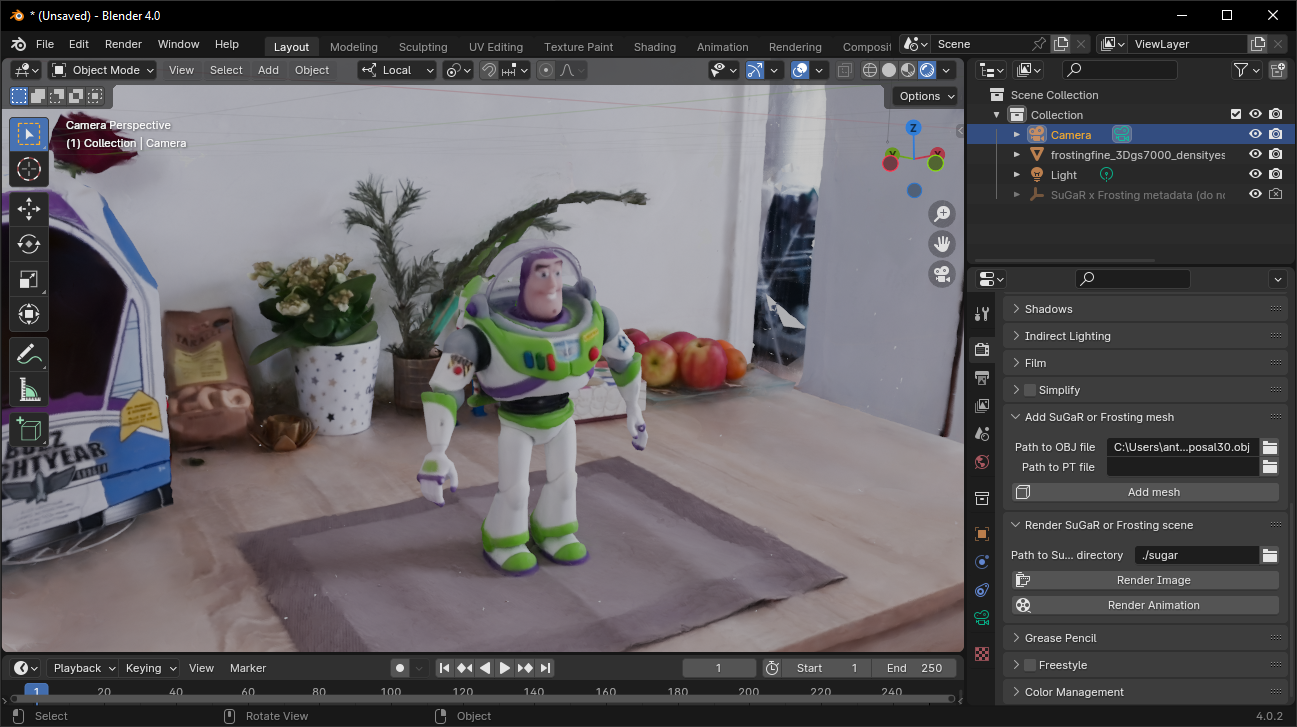 * (Unsaved) - Blender 4.0
File Edit Render Window Help
Layout Modeling Sculpting UV Editing Texture Paint Shading Animation Rendering Composit
Scene
ViewLayer
Object Mode View Select Add Object
Local
Options
Camera Perspective
(1) Collection | Camera
Z
Y
X
BUZZ
GHTYEAR
Scene Collection
Collection
Camera
frostingfine_3Dgs7000_densityes
Light
SuGaR x Frosting metadata (do no
Shadows
Indirect Lighting
Film
Simplify
Add SuGaR or Frosting mesh
Path to OBJ file C:\Users\ant...posal30.obj
Path to PT file
Add mesh
Render SuGaR or Frosting scene
Path to Su... directory ./sugar
Render Image
Render Animation
Grease Pencil
Freestyle
Color Management
Playback Keying View Marker
1
Start 1
End 250
1 20 40 60 80 100 120 140 160 180 200 220 240
Select
Rotate View
Object
4.0.2